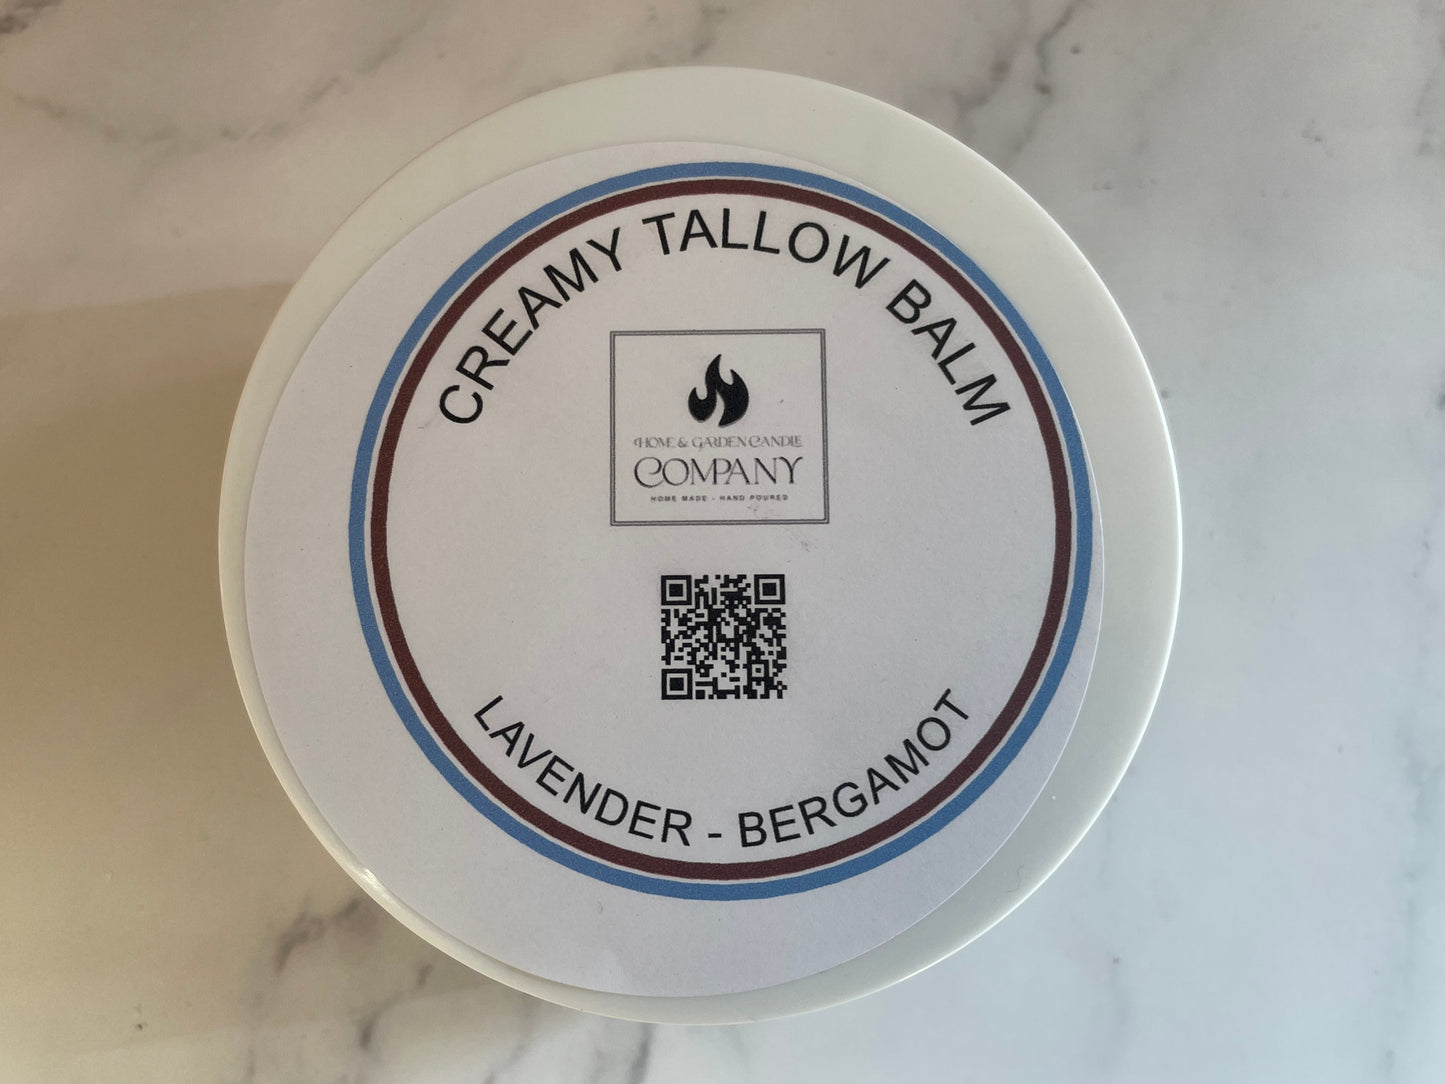 CREAMY TALLOW BALM
HOME & GARDEN CANDLE
COMPANY
HOME MADE - HAND POURED
LAVENDER - BERGAMOT